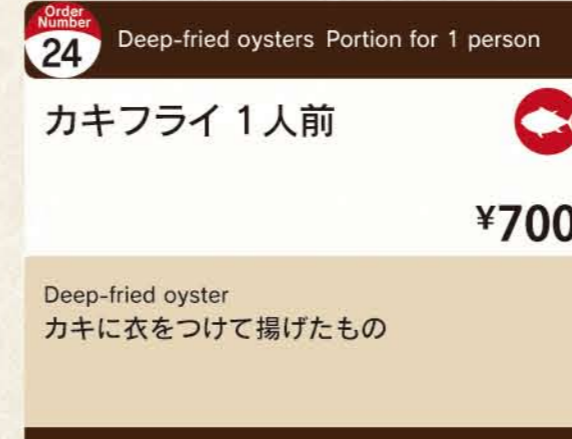 Order
Number
24
Deep-fried oysters Portion for 1 person
カキフライ 1人前
¥700
Deep-fried oyster
カキに衣をつけて揚げたもの